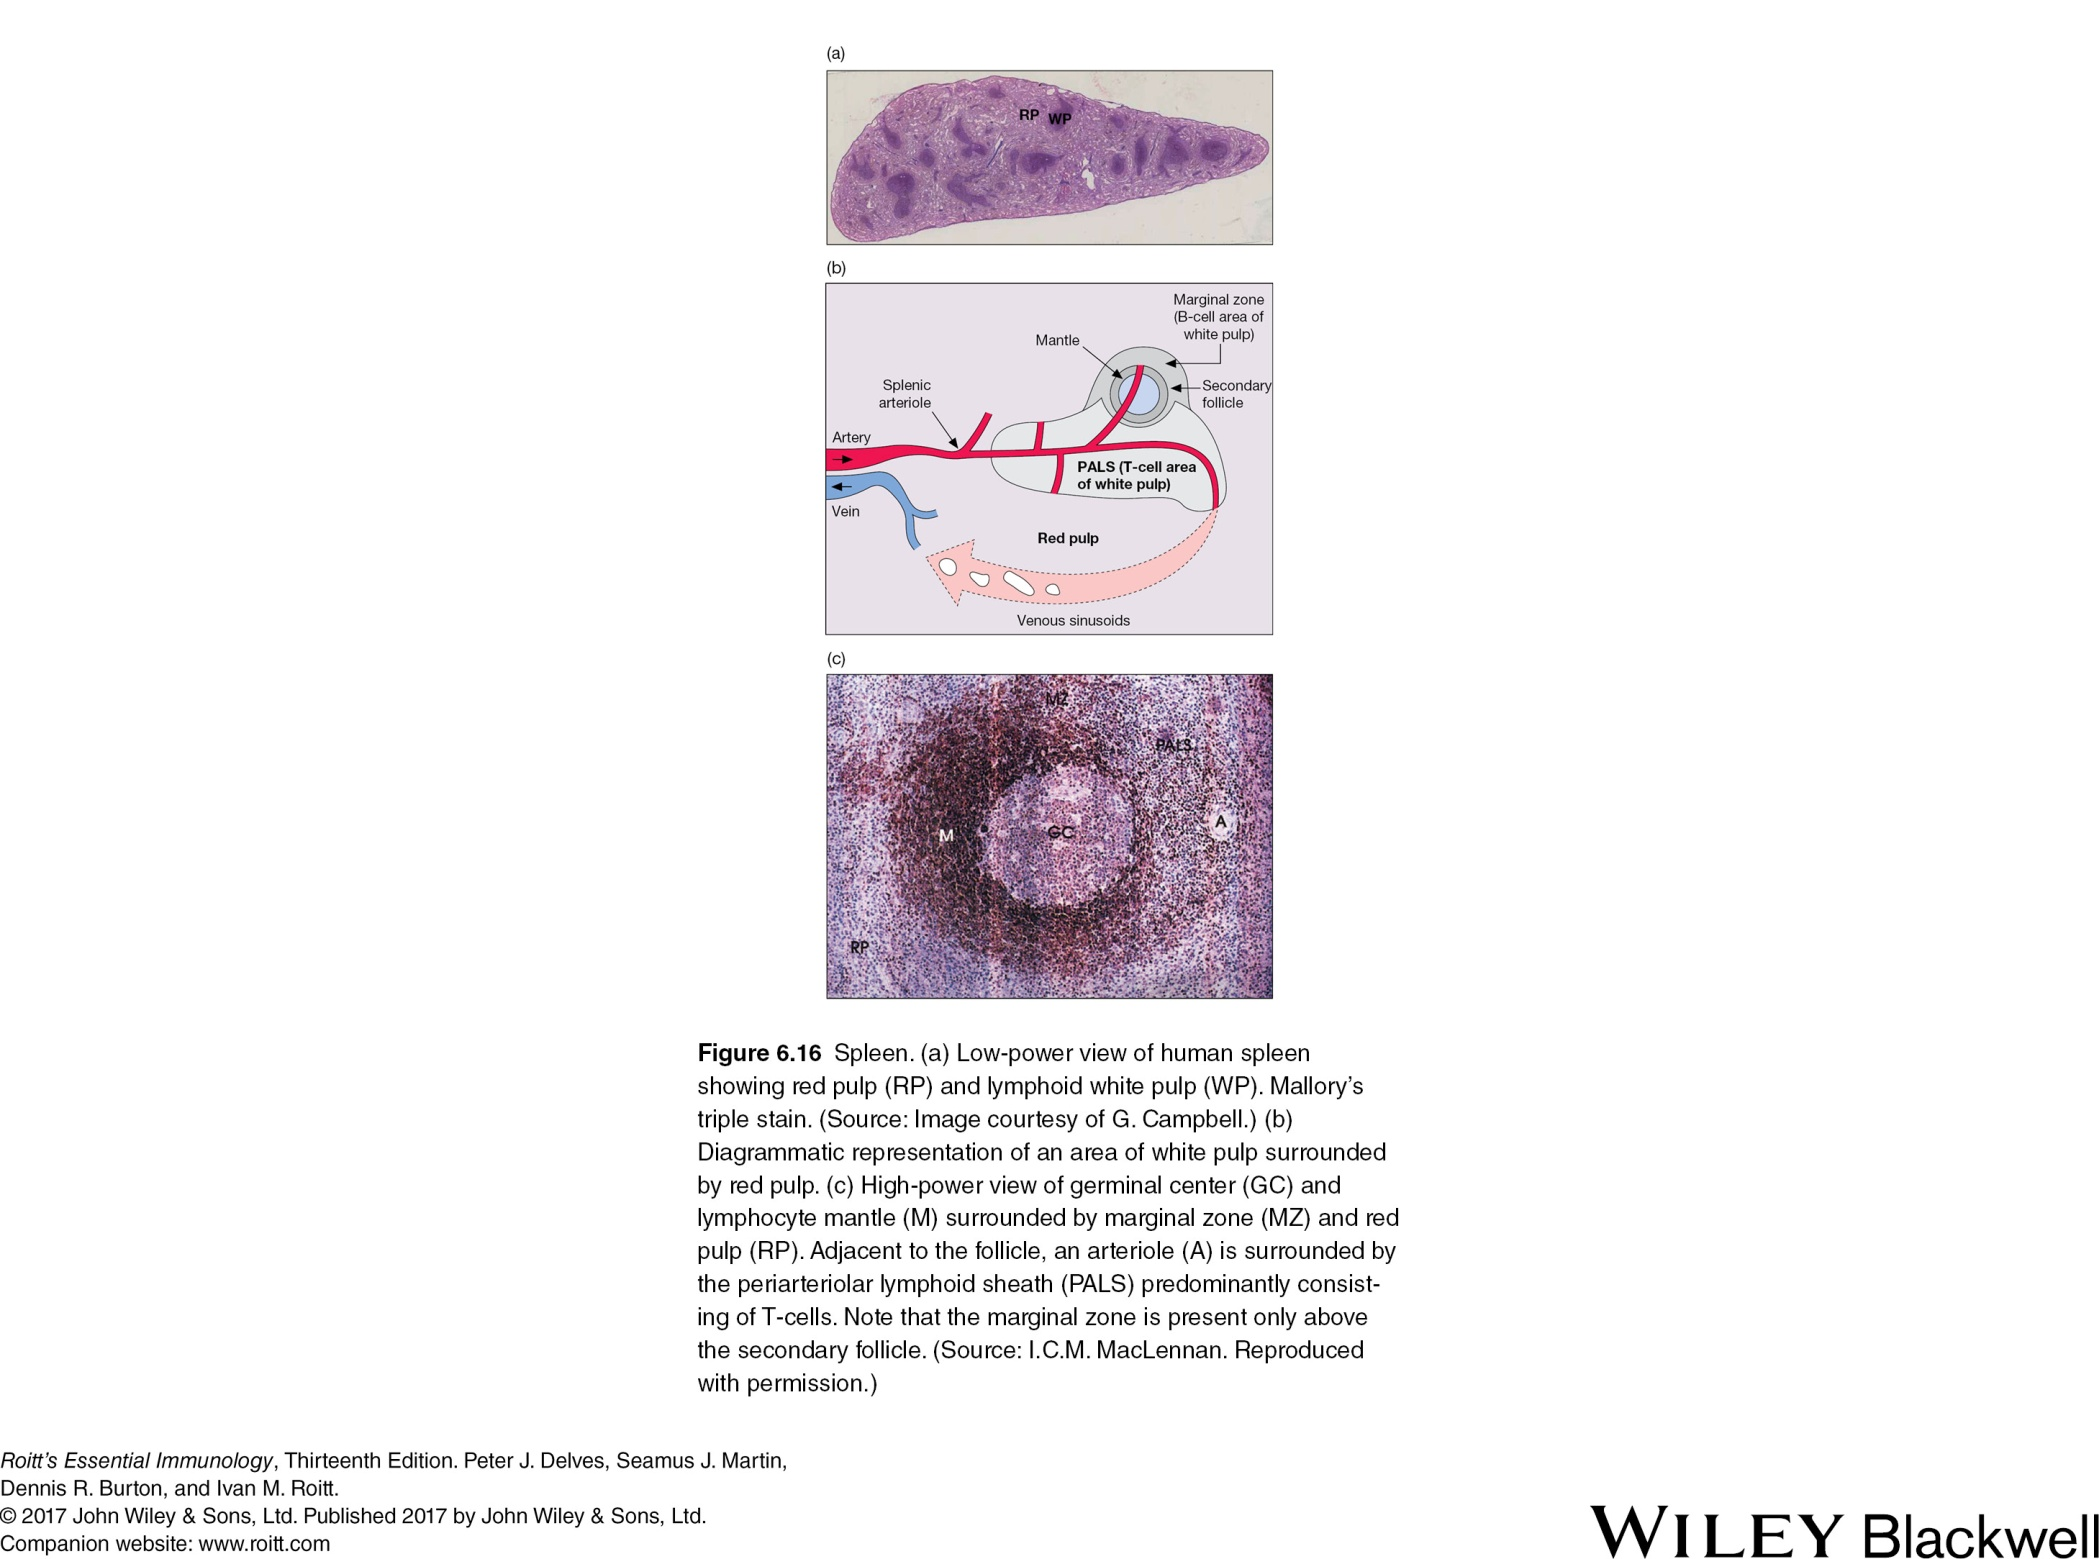 (a)
RP WP
(b)
Marginal zone
(B-cell area of
white pulp)
Mantle
Splenic
arteriole
Secondary
follicle
Artery
PALS (T-cell area
of white pulp)
Vein
Red pulp
Venous sinusoids
(c)
MZ
PALS
A
M
GC
RP
Figure 6.16 Spleen. (a) Low-power view of human spleen
showing red pulp (RP) and lymphoid white pulp (WP). Mallory’s
triple stain. (Source: Image courtesy of G. Campbell.) (b)
Diagrammatic representation of an area of white pulp surrounded
by red pulp. (c) High-power view of germinal center (GC) and
lymphocyte mantle (M) surrounded by marginal zone (MZ) and red
pulp (RP). Adjacent to the follicle, an arteriole (A) is surrounded by
the periarteriolar lymphoid sheath (PALS) predominantly consist-
ing of T-cells. Note that the marginal zone is present only above
the secondary follicle. (Source: I.C.M. MacLennan. Reproduced
with permission.)
Roitt’s Essential Immunology, Thirteenth Edition. Peter J. Delves, Seamus J. Martin,
Dennis R. Burton, and Ivan M. Roitt.
© 2017 John Wiley & Sons, Ltd. Published 2017 by John Wiley & Sons, Ltd.
Companion website: www.roitt.com
WILEY Blackwell